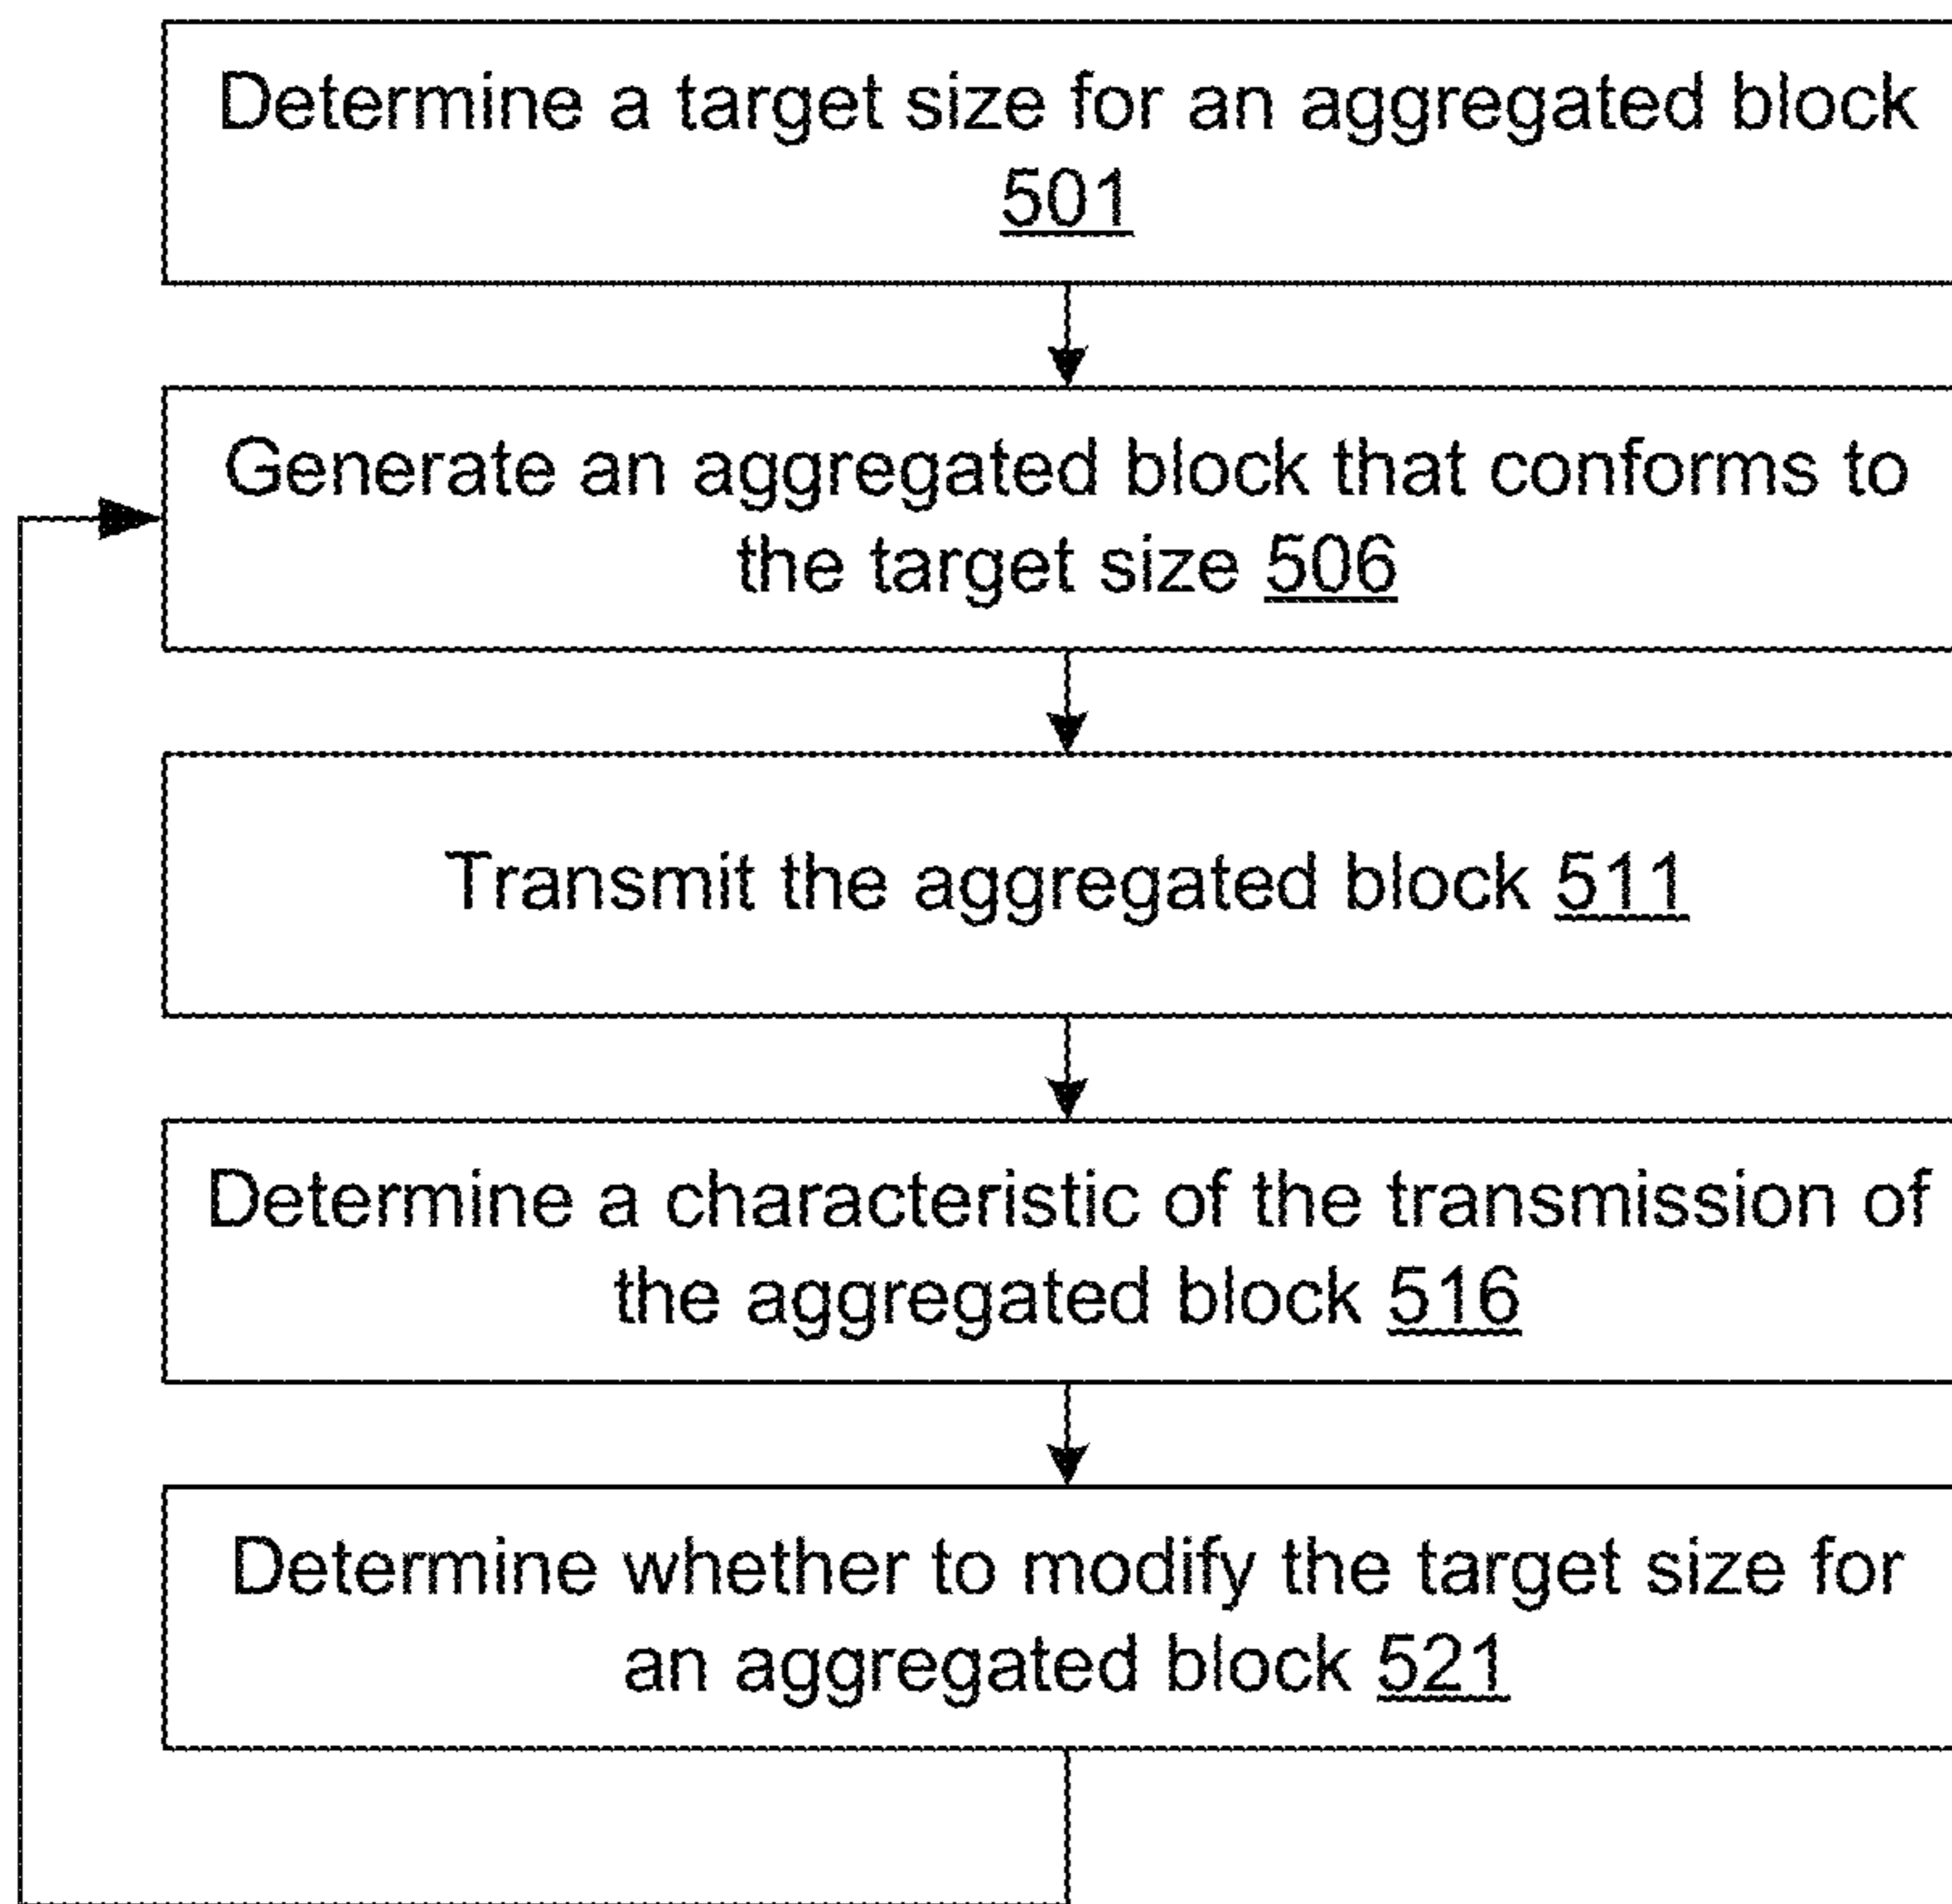 Determine a target size for an aggregated block
501
Generate an aggregated block that conforms to
the target size 506
Transmit the aggregated block 511
Determine a characteristic of the transmission of
the aggregated block 516
Determine whether to modify the target size for
an aggregated block 521